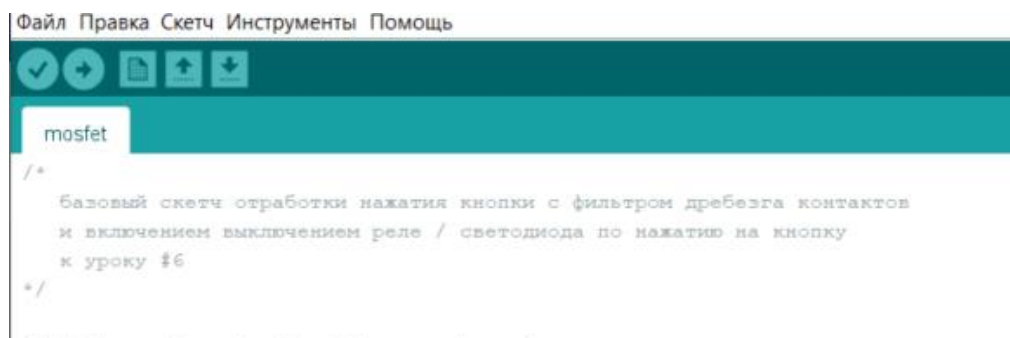 Файл Правка Скетч Инструменты Помощь
mosfet
/*
базовый скетч отработки нажатия кнопки с фильтром дребезга контактов
и включением выключением реле / светодиода по нажатию на кнопку
к уроку #6
*/